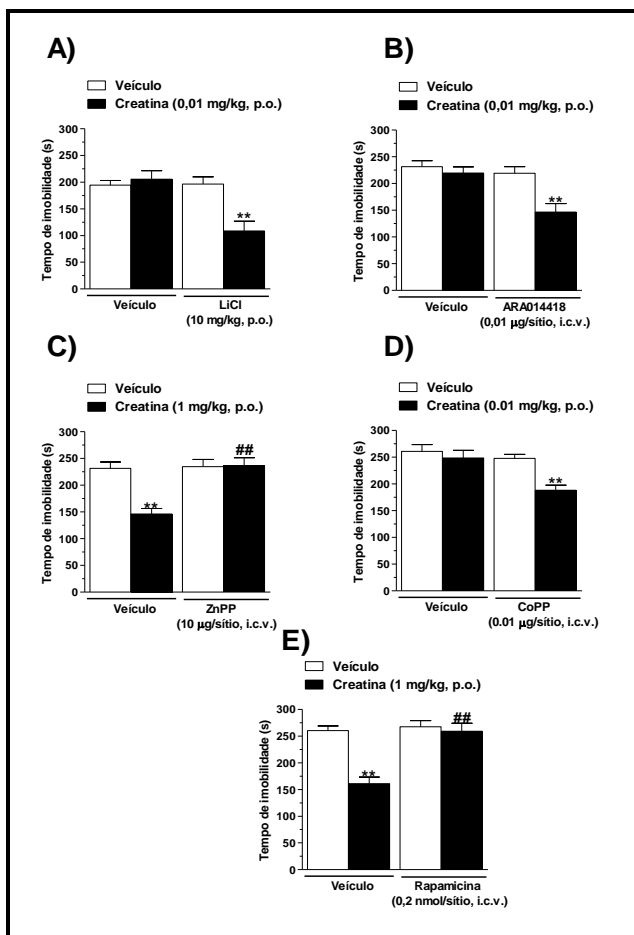 A)
Veículo
Creatina (0,01 mg/kg, p.o.)
Tempo de imobilidade (s)
300
250
200
150
100
50
0
**
Veículo
LiCl
(10 mg/kg, p.o.)
B)
Veículo
Creatina (0,01 mg/kg, p.o.)
Tempo de imobilidade (s)
300
250
200
150
100
50
0
**
Veículo
ARA014418
(0,01 µg/sítio, i.c.v.)
C)
Veículo
Creatina (1 mg/kg, p.o.)
Tempo de imobilidade (s)
300
250
200
150
100
50
0
**
##
Veículo
ZnPP
(10 µg/sítio, i.c.v.)
D)
Veículo
Creatina (0.01 mg/kg, p.o.)
Tempo de imobilidade (s)
300
250
200
150
100
50
0
**
Veículo
CoPP
(0.01 µg/sítio, i.c.v.)
E)
Veículo
Creatina (1 mg/kg, p.o.)
Tempo de imobilidade (s)
300
250
200
150
100
50
0
**
##
Veículo
Rapamicina
(0,2 nmol/sítio, i.c.v.)